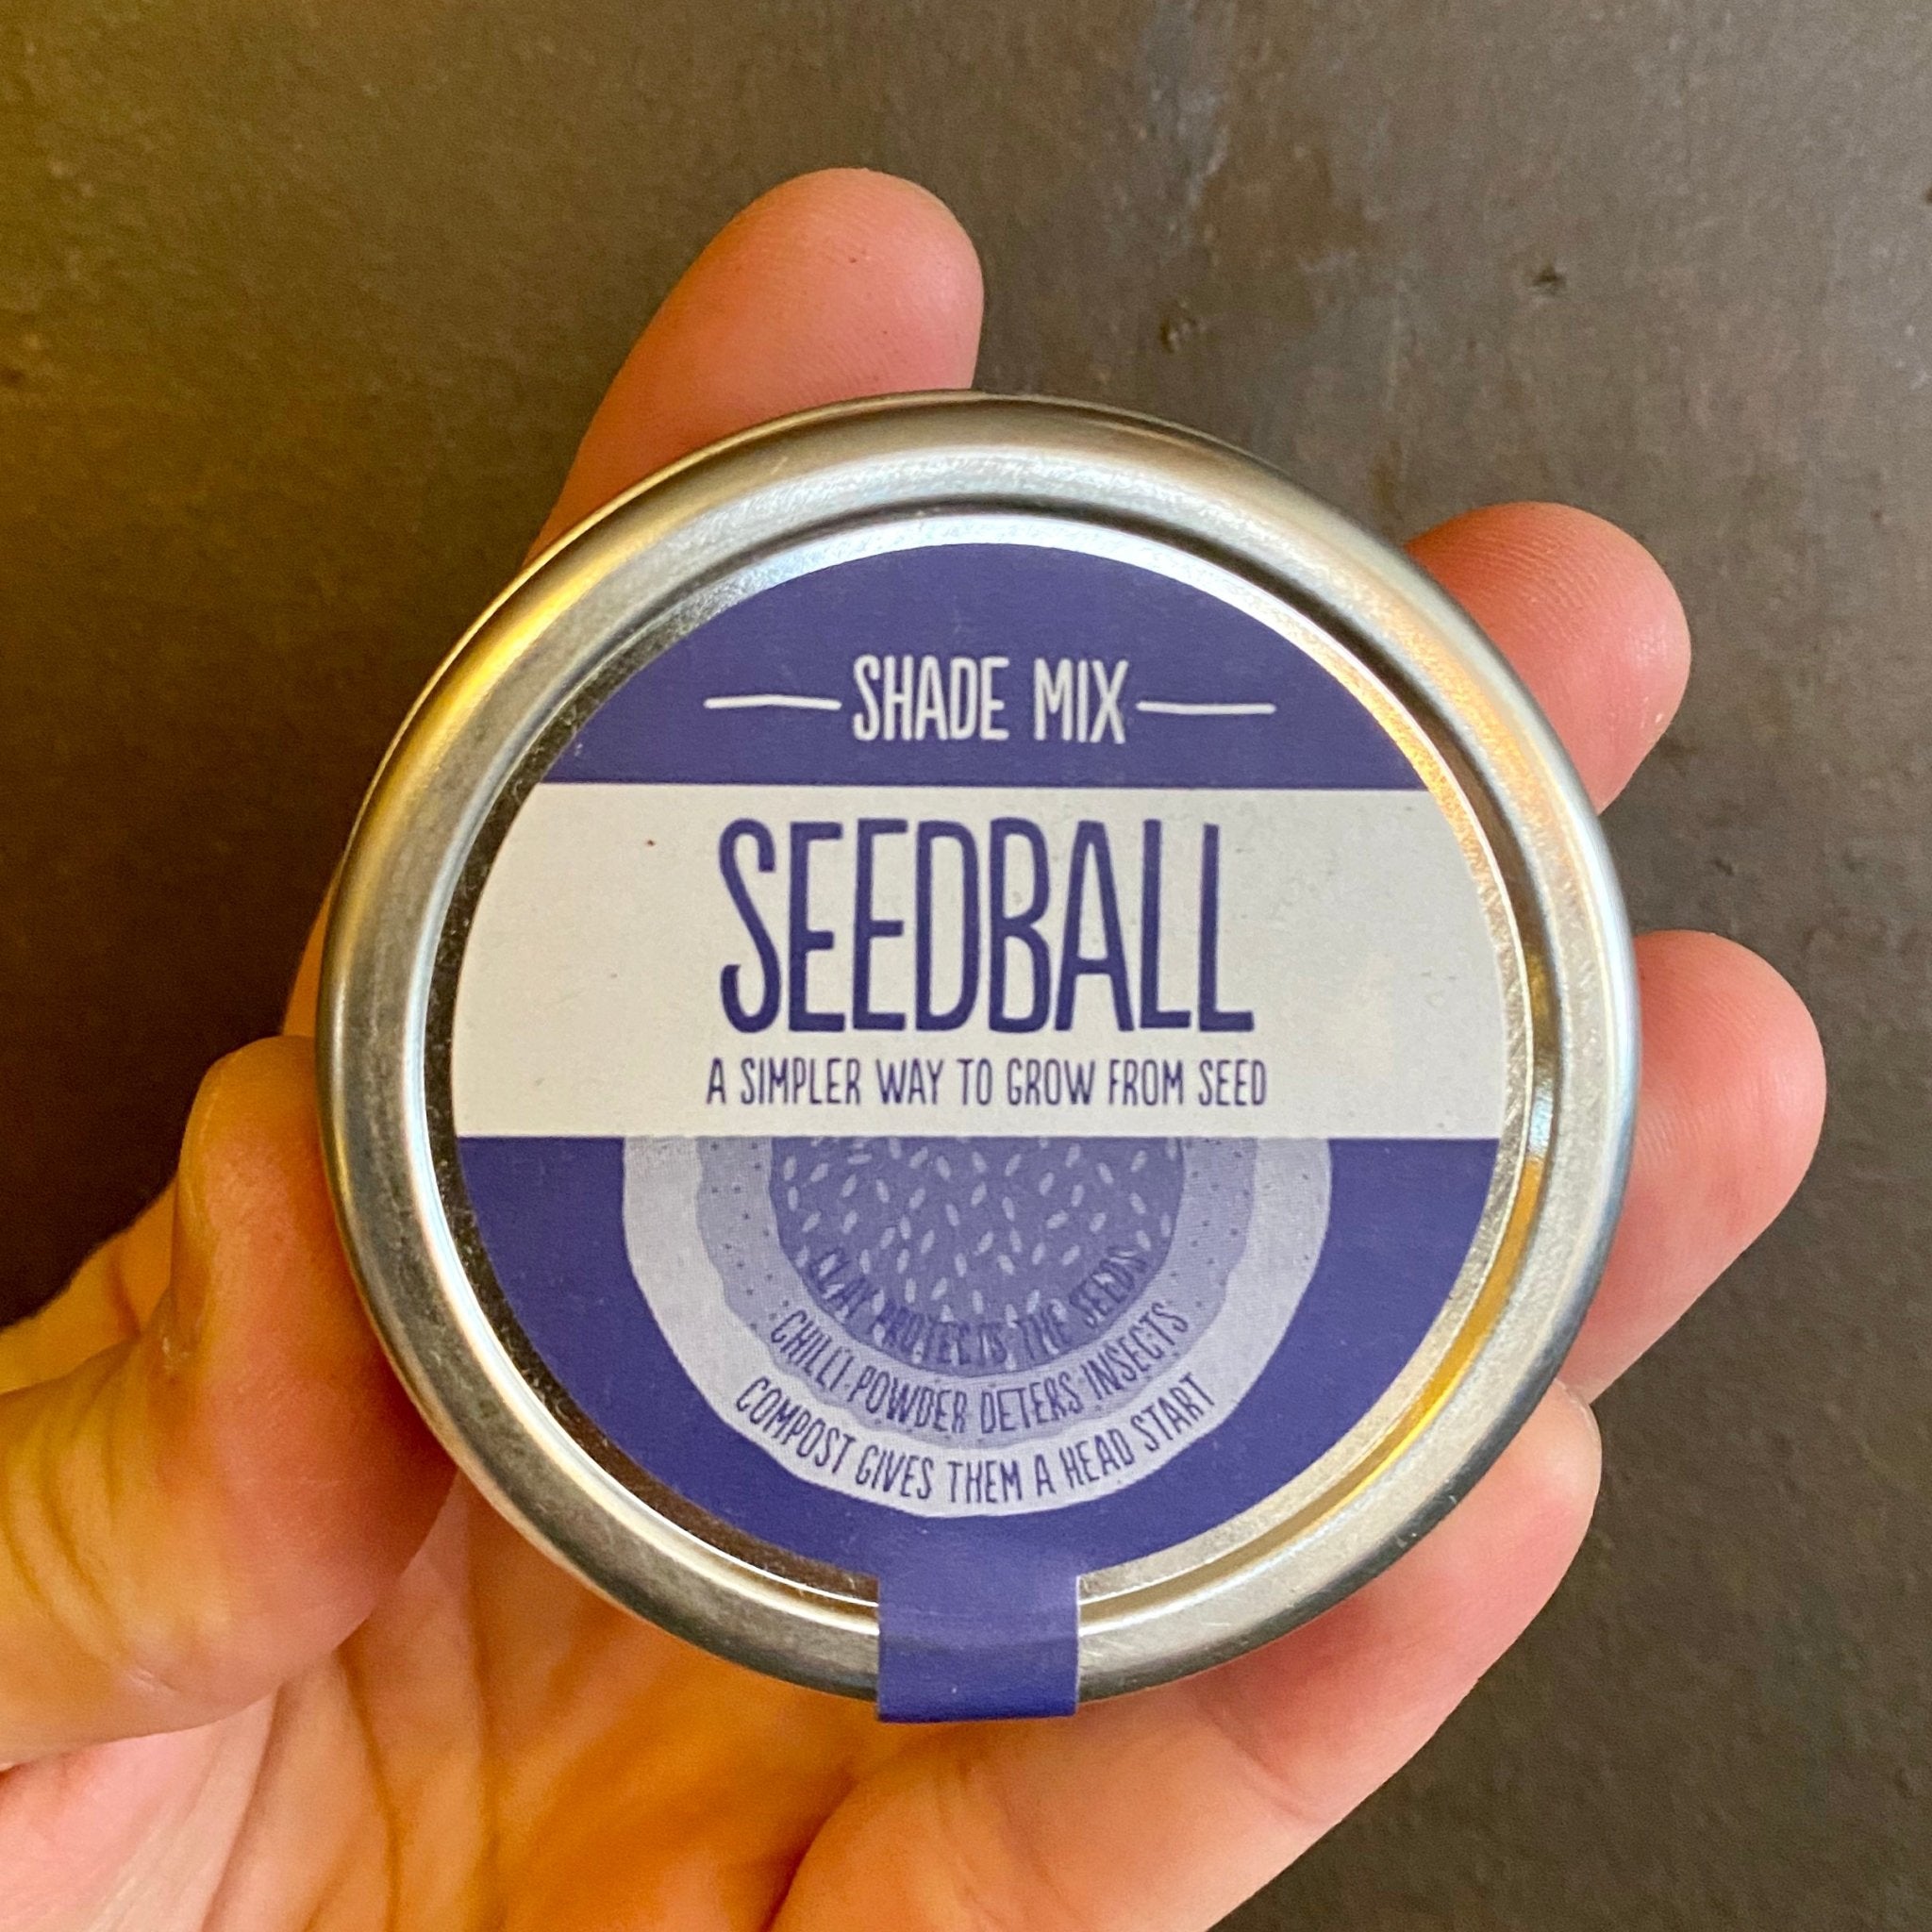 SHADE MIX
SEEDBALL
A SIMPLER WAY TO GROW FROM SEED
CLAY PROTECTS THE SEEDS
CHILLI POWDER DETERS INSECTS
COMPOST GIVES THEM A HEAD START